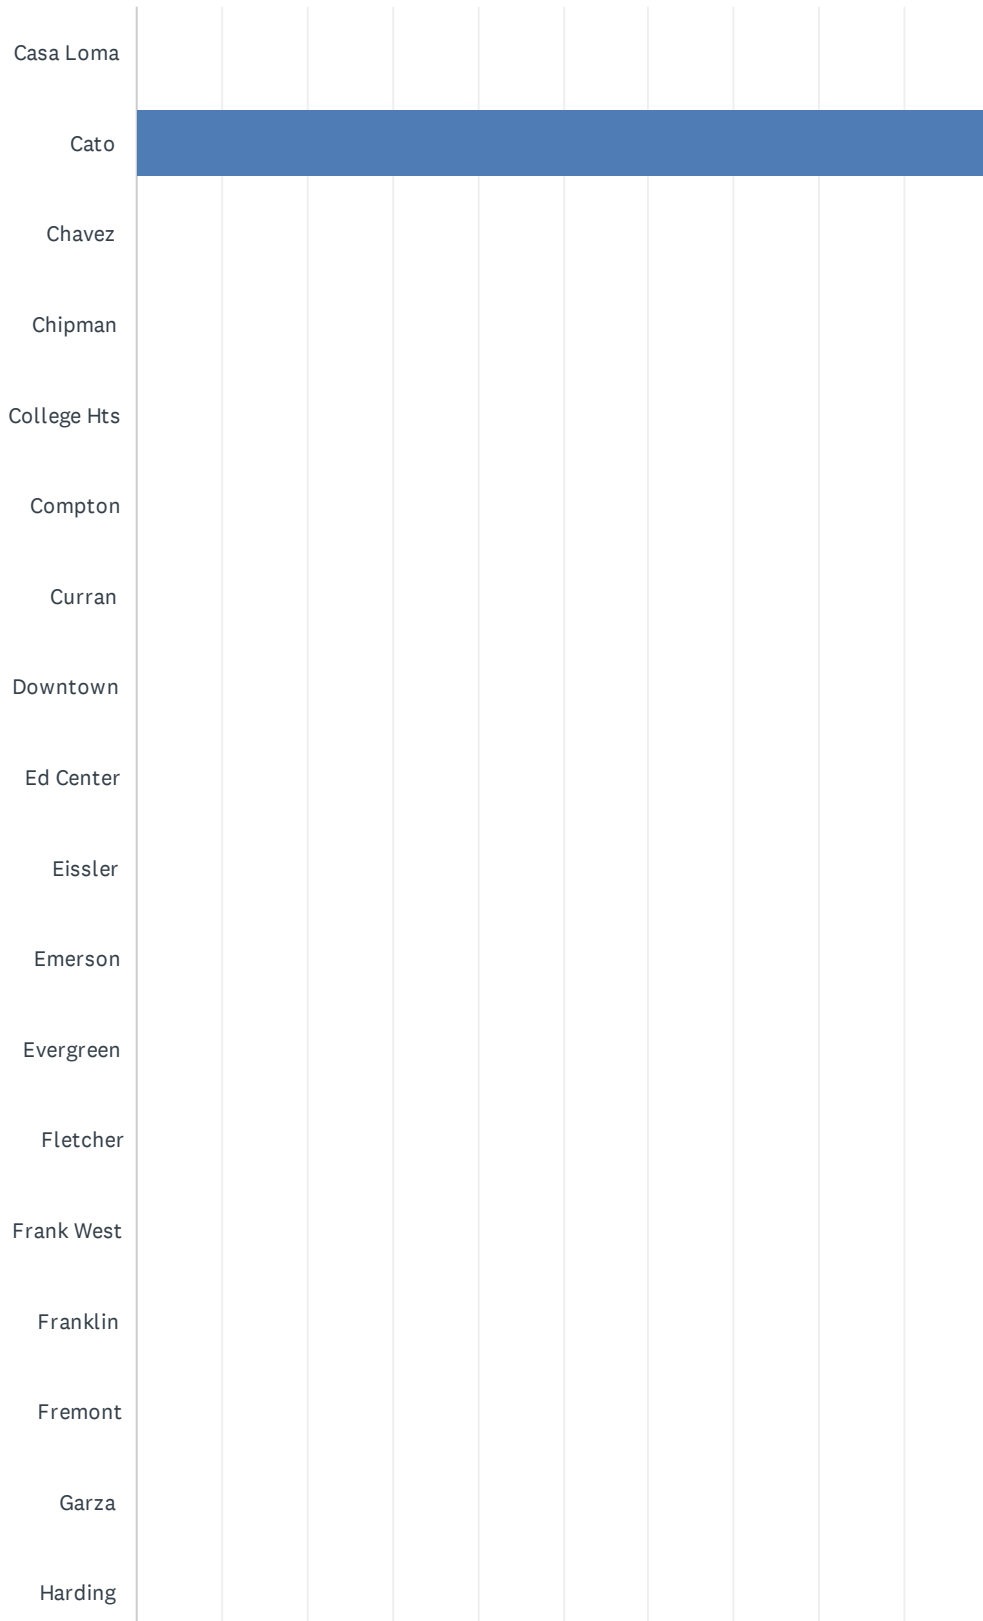 Casa Loma
Cato
Chavez
Chipman
College Hts
Compton
Curran
Downtown
Ed Center
Eissler
Emerson
Evergreen
Fletcher
Frank West
Franklin
Fremont
Garza
Harding